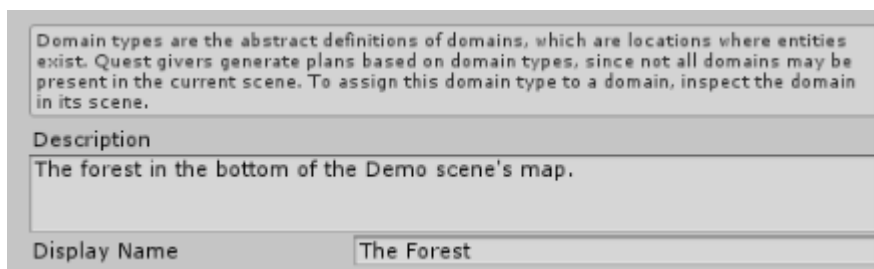 Domain types are the abstract definitions of domains, which are locations where entities
exist. Quest givers generate plans based on domain types, since not all domains may be
present in the current scene. To assign this domain type to a domain, inspect the domain
in its scene.
Description
The forest in the bottom of the Demo scene's map.
Display Name The Forest